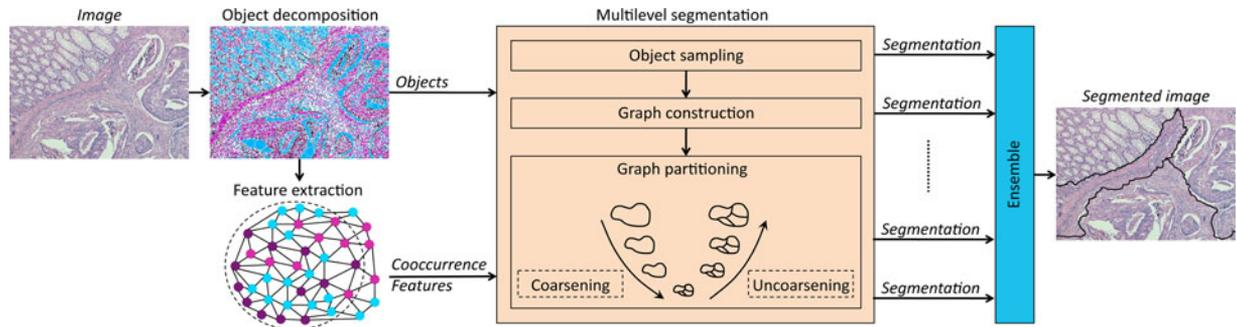 Image
Object decomposition
Multilevel segmentation
Object sampling
Segmentation
Objects
Graph construction
Segmentation
Segmented image
Graph partitioning
Feature extraction
Ensemble
Segmentation
Cooccurrence
Features
Coarsening
Uncoarsening
Segmentation